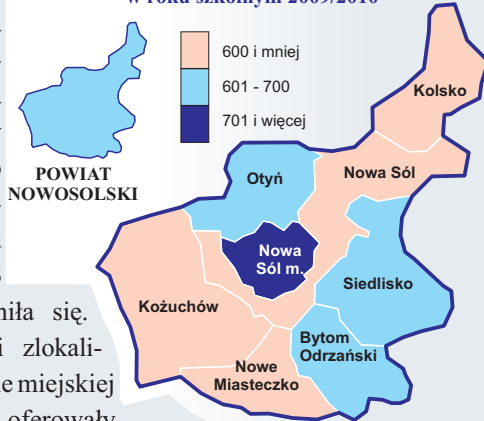 w roku szkolnym 2009/2010
600 i mniej
601 - 700
701 i więcej
POWIAT
NOWOSOLSKI
Kolsko
Otyń
Nowa Sól
Nowa
Sól m.
Siedlisko
Kożuchów
Bytom
Odrzański
Nowe
Miasteczko
niła się.
i zlokali-
ie miejskiej
oferowały